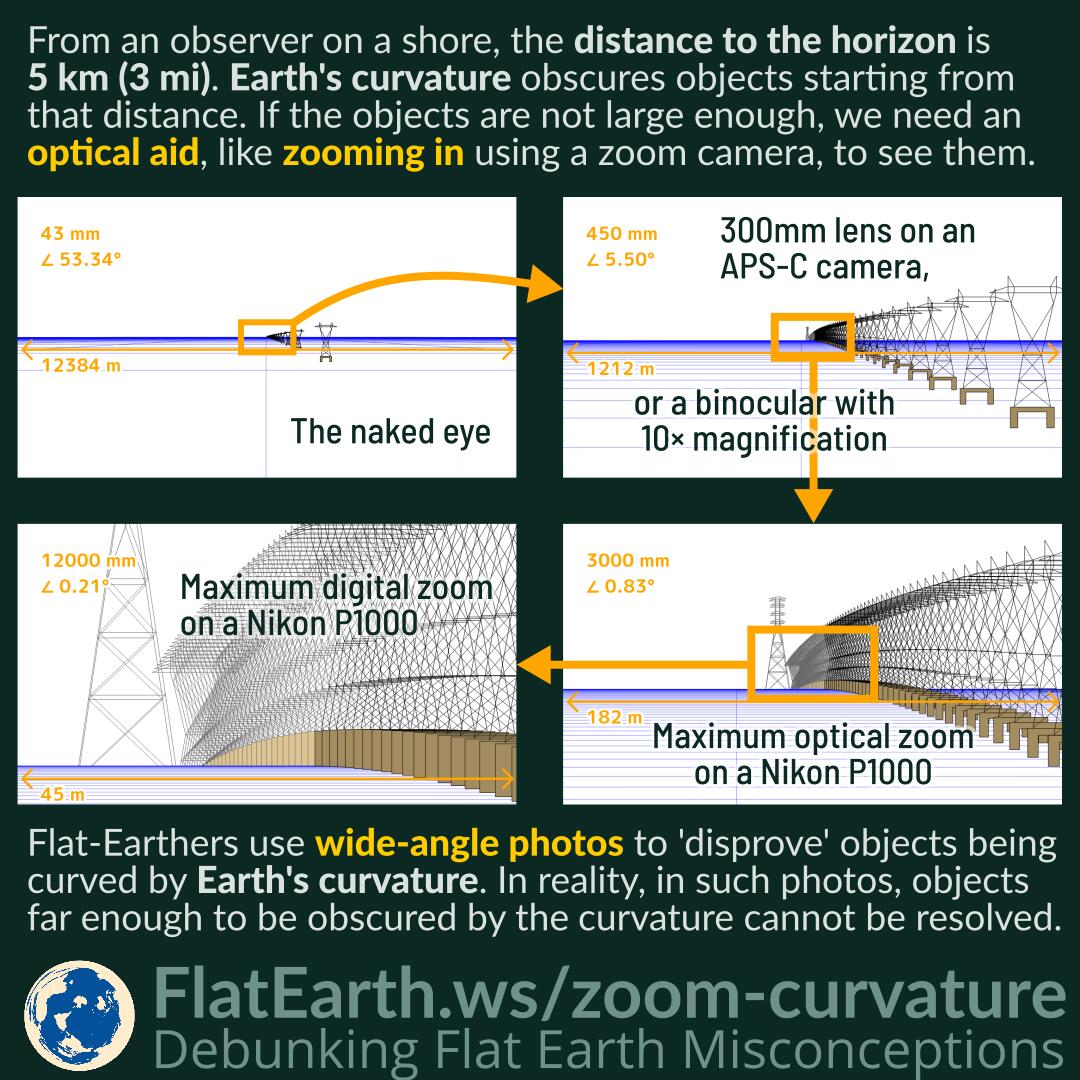 From an observer on a shore, the distance to the horizon is
5 km (3 mi). Earth's curvature obscures objects starting from
that distance. If the objects are not large enough, we need an
optical aid, like zooming in using a zoom camera, to see them.
43 mm
∠ 53.34°
12384 m
The naked eye
450 mm
∠ 5.50°
300mm lens on an
APS-C camera,
1212 m
or a binocular with
10× magnification
12000 mm
∠ 0.21°
Maximum digital zoom
on a Nikon P1000
45 m
3000 mm
∠ 0.83°
182 m
Maximum optical zoom
on a Nikon P1000
Flat-Earthers use wide-angle photos to 'disprove' objects being
curved by Earth's curvature. In reality, in such photos, objects
far enough to be obscured by the curvature cannot be resolved.
FlatEarth.ws/zoom-curvature
Debunking Flat Earth Misconceptions